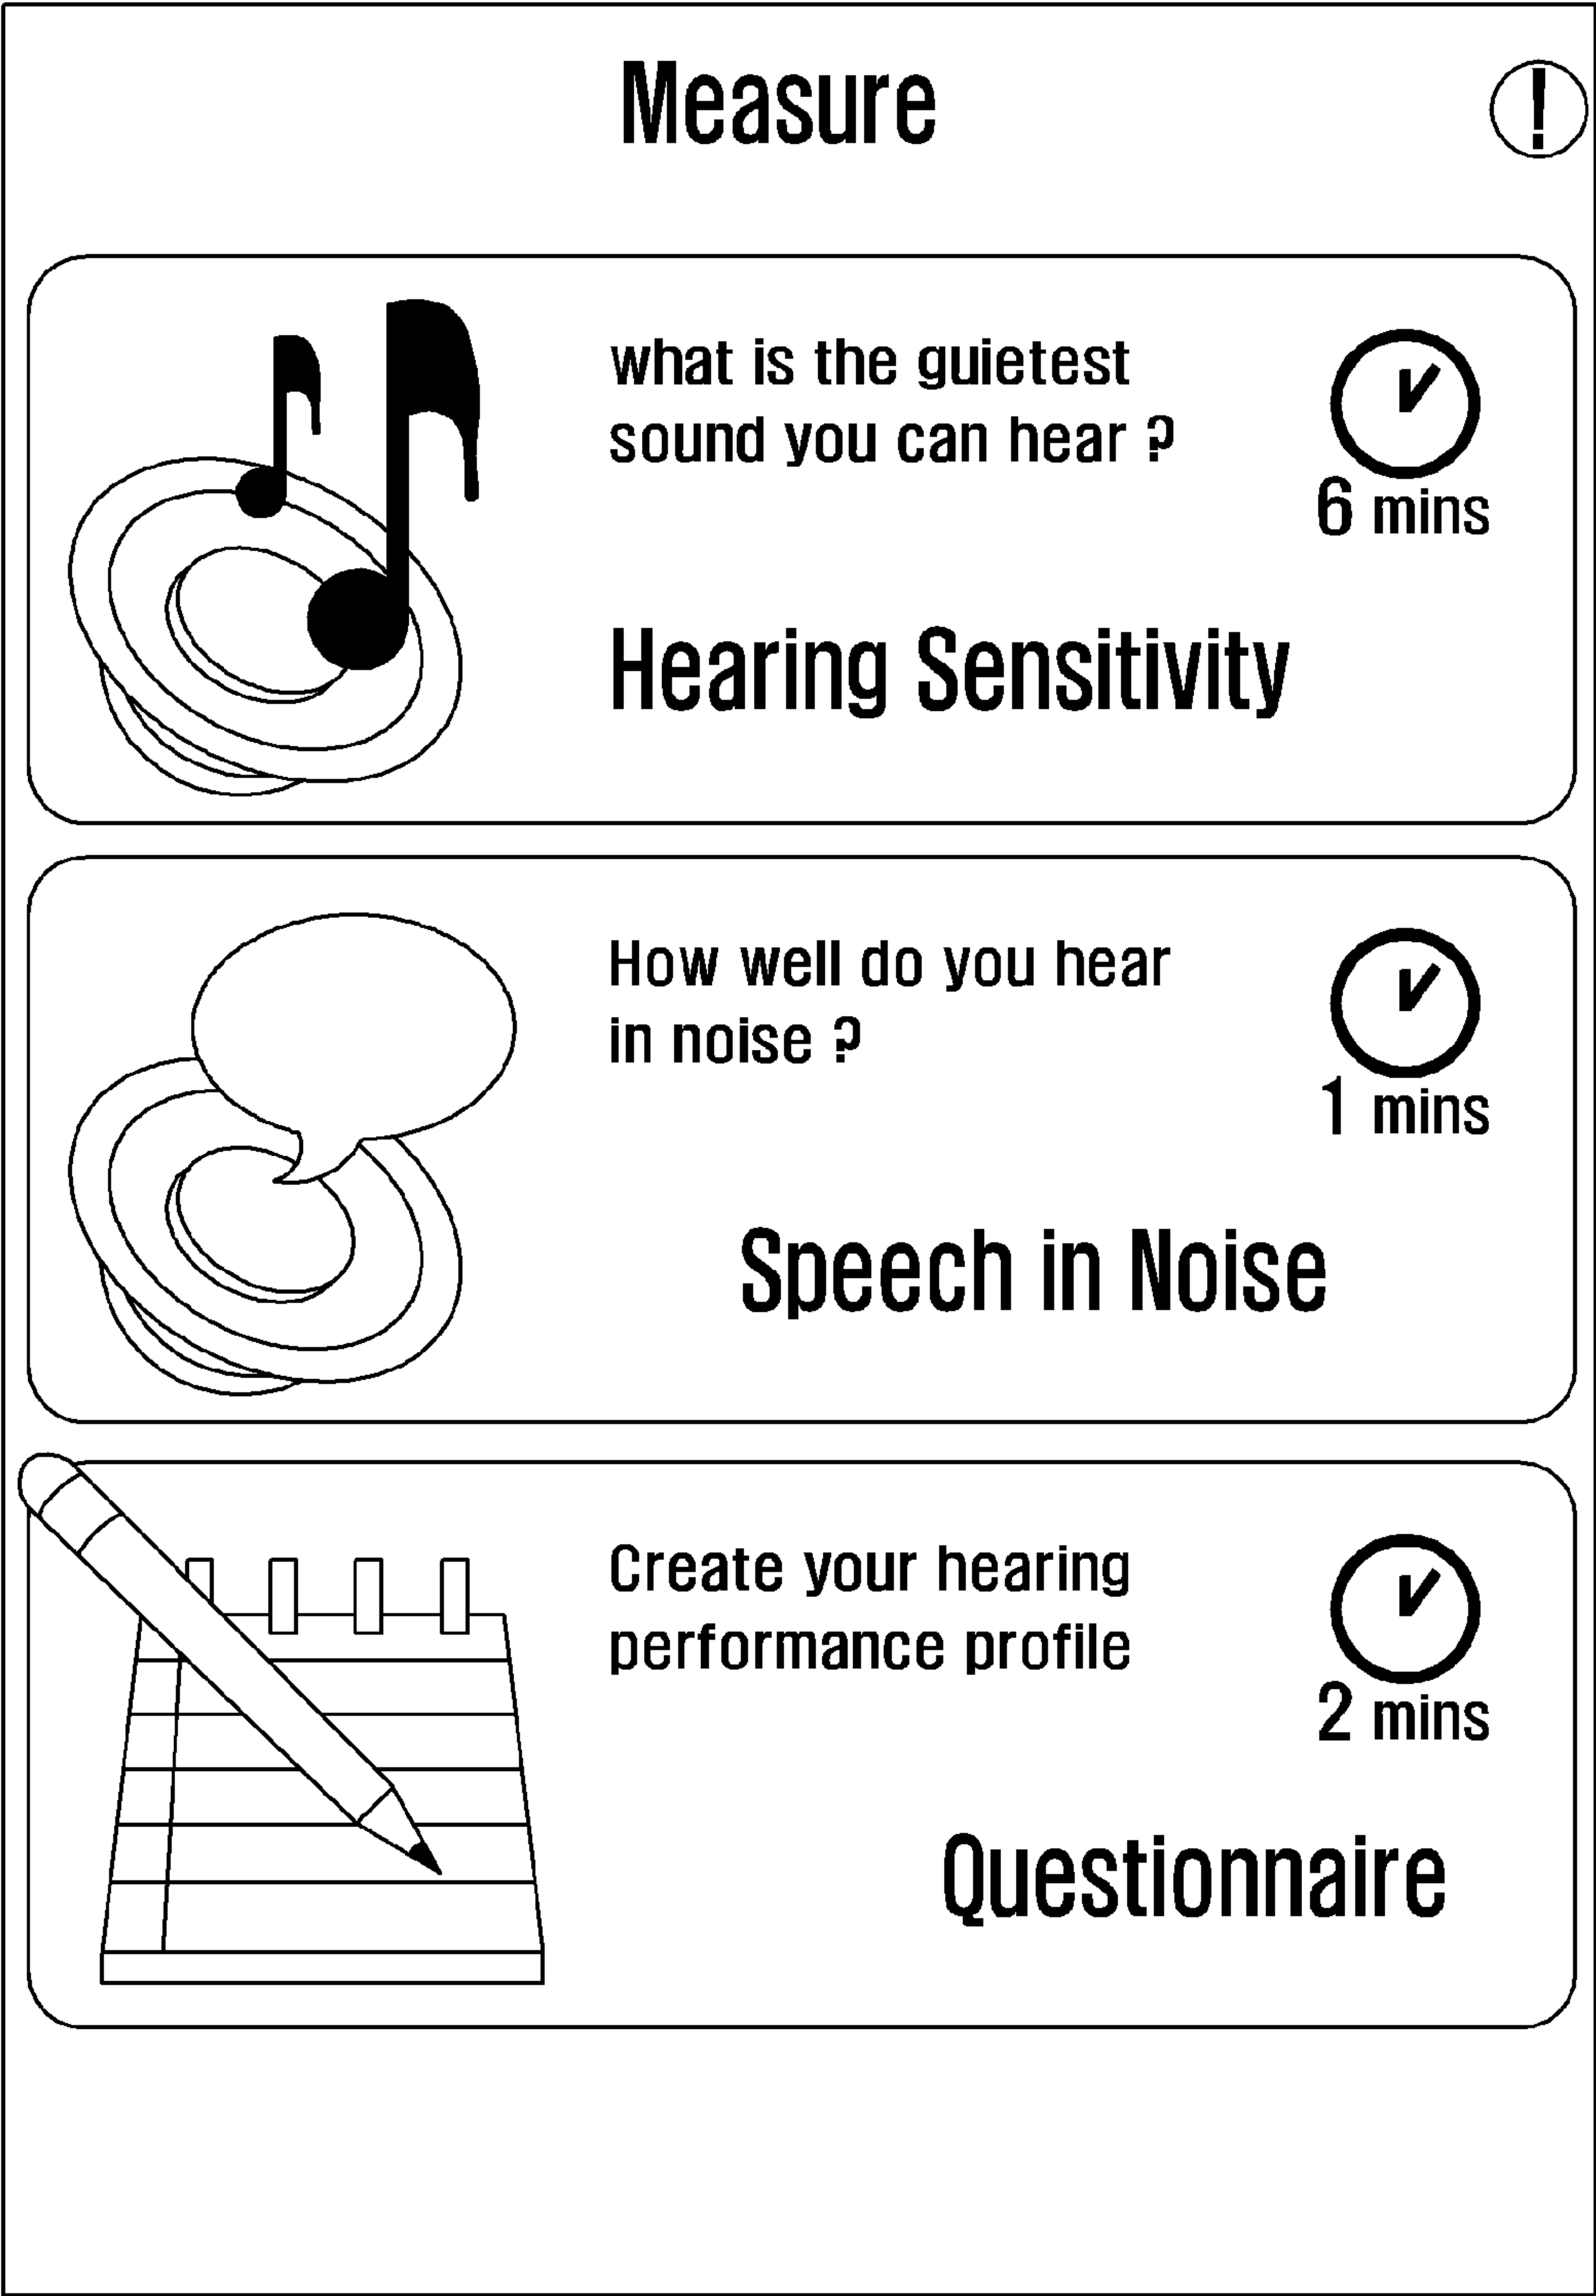 Measure
!
what is the guietest
sound you can hear ?
6 mins
Hearing Sensitivity
How well do you hear
in noise ?
1 mins
Speech in Noise
Create your hearing
performance profile
2 mins
Questionnaire